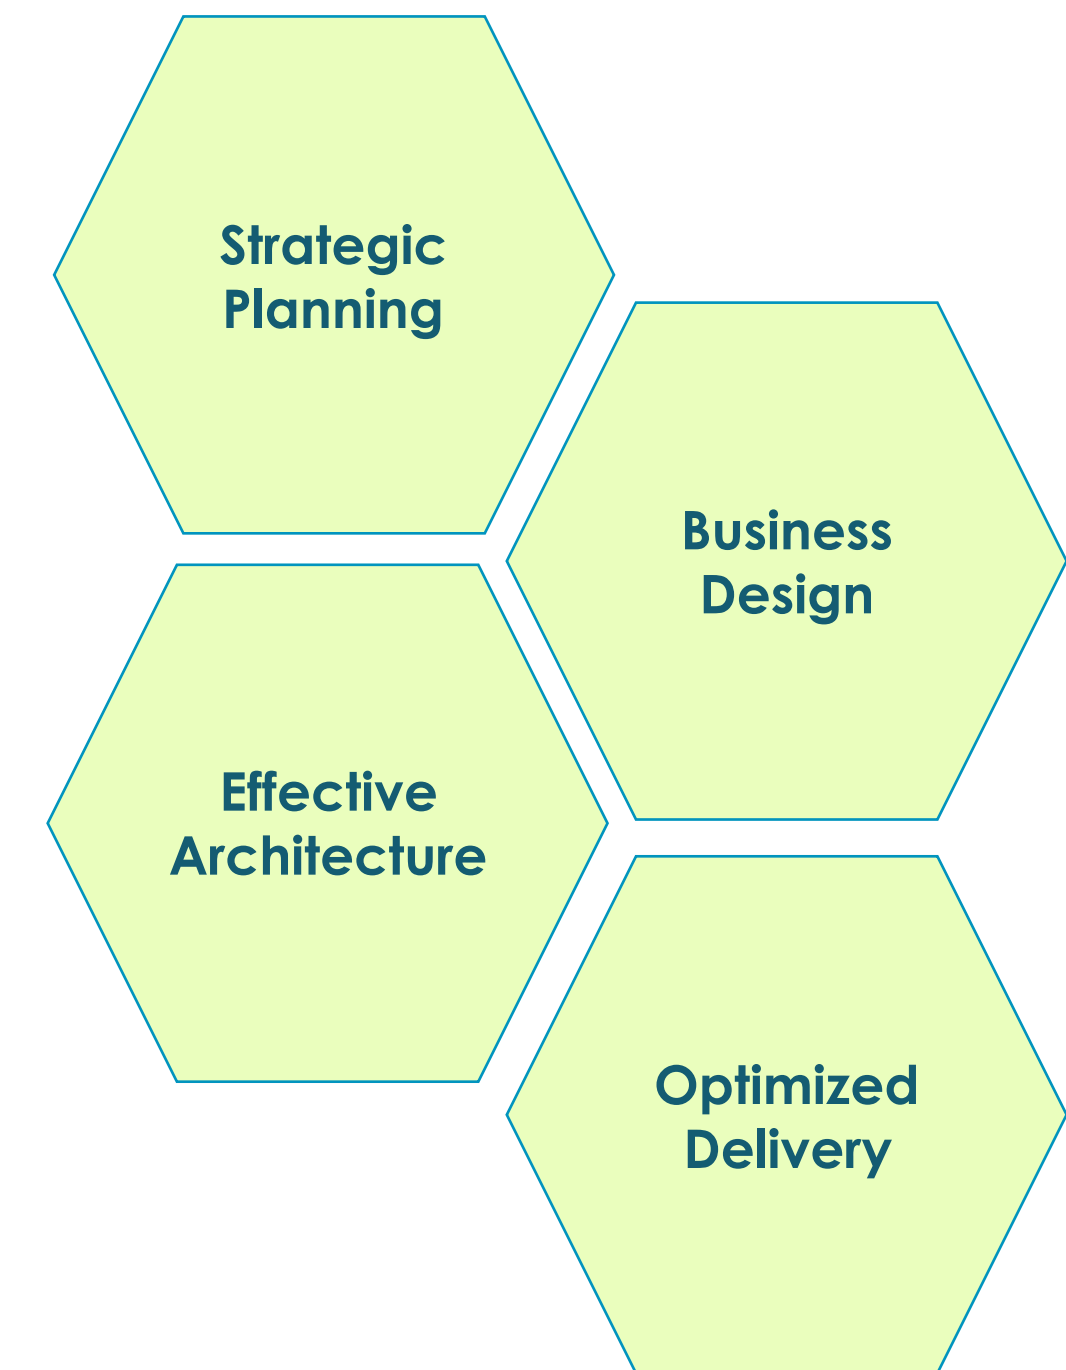 Strategic
Planning
Business
Design
Effective
Architecture
Optimized
Delivery